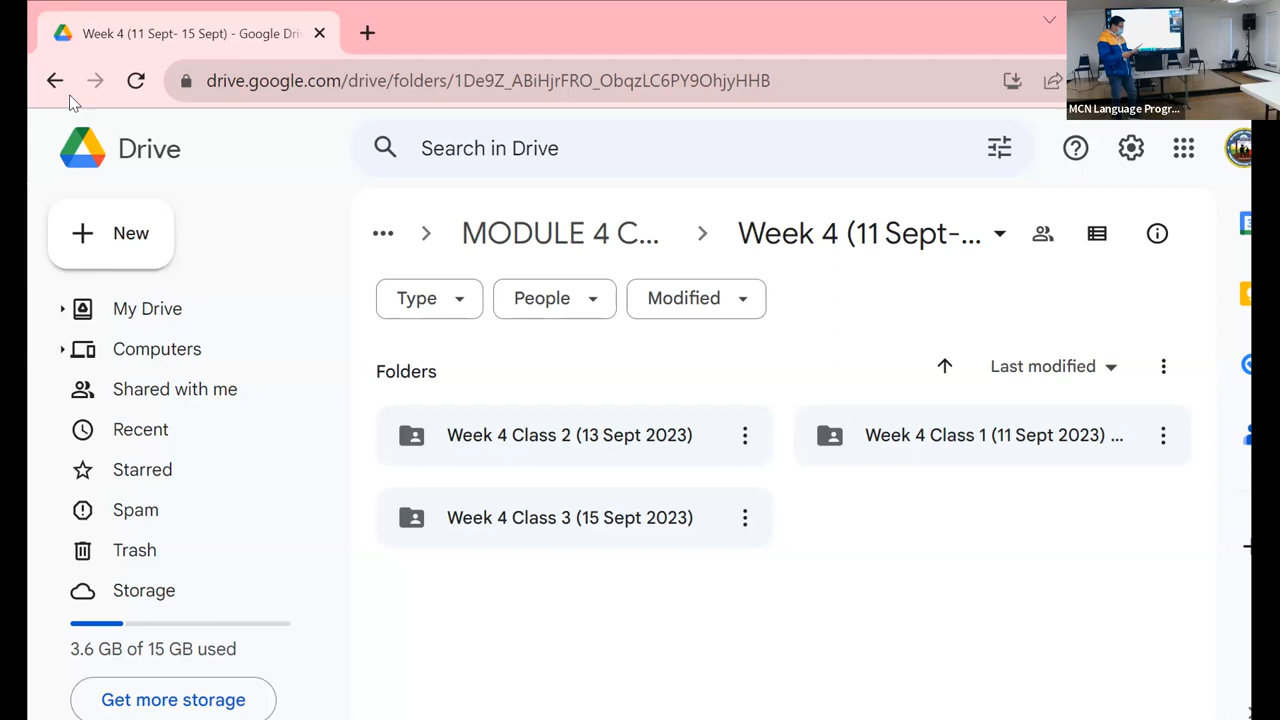 Week 4 (11 Sept- 15 Sept) - Google Dri
drive.google.com/drive/folders/1De9Z_ABiHjrFRO_ObqzLC6PY9OhjyHHB
MCN Language Progr...
Drive
Search in Drive
New
MODULE 4 C...
Week 4 (11 Sept-...
Type
People
Modified
My Drive
Computers
Shared with me
Recent
Starred
Spam
Trash
Storage
3.6 GB of 15 GB used
Get more storage
Folders
Last modified
Week 4 Class 2 (13 Sept 2023)
Week 4 Class 1 (11 Sept 2023) ...
Week 4 Class 3 (15 Sept 2023)